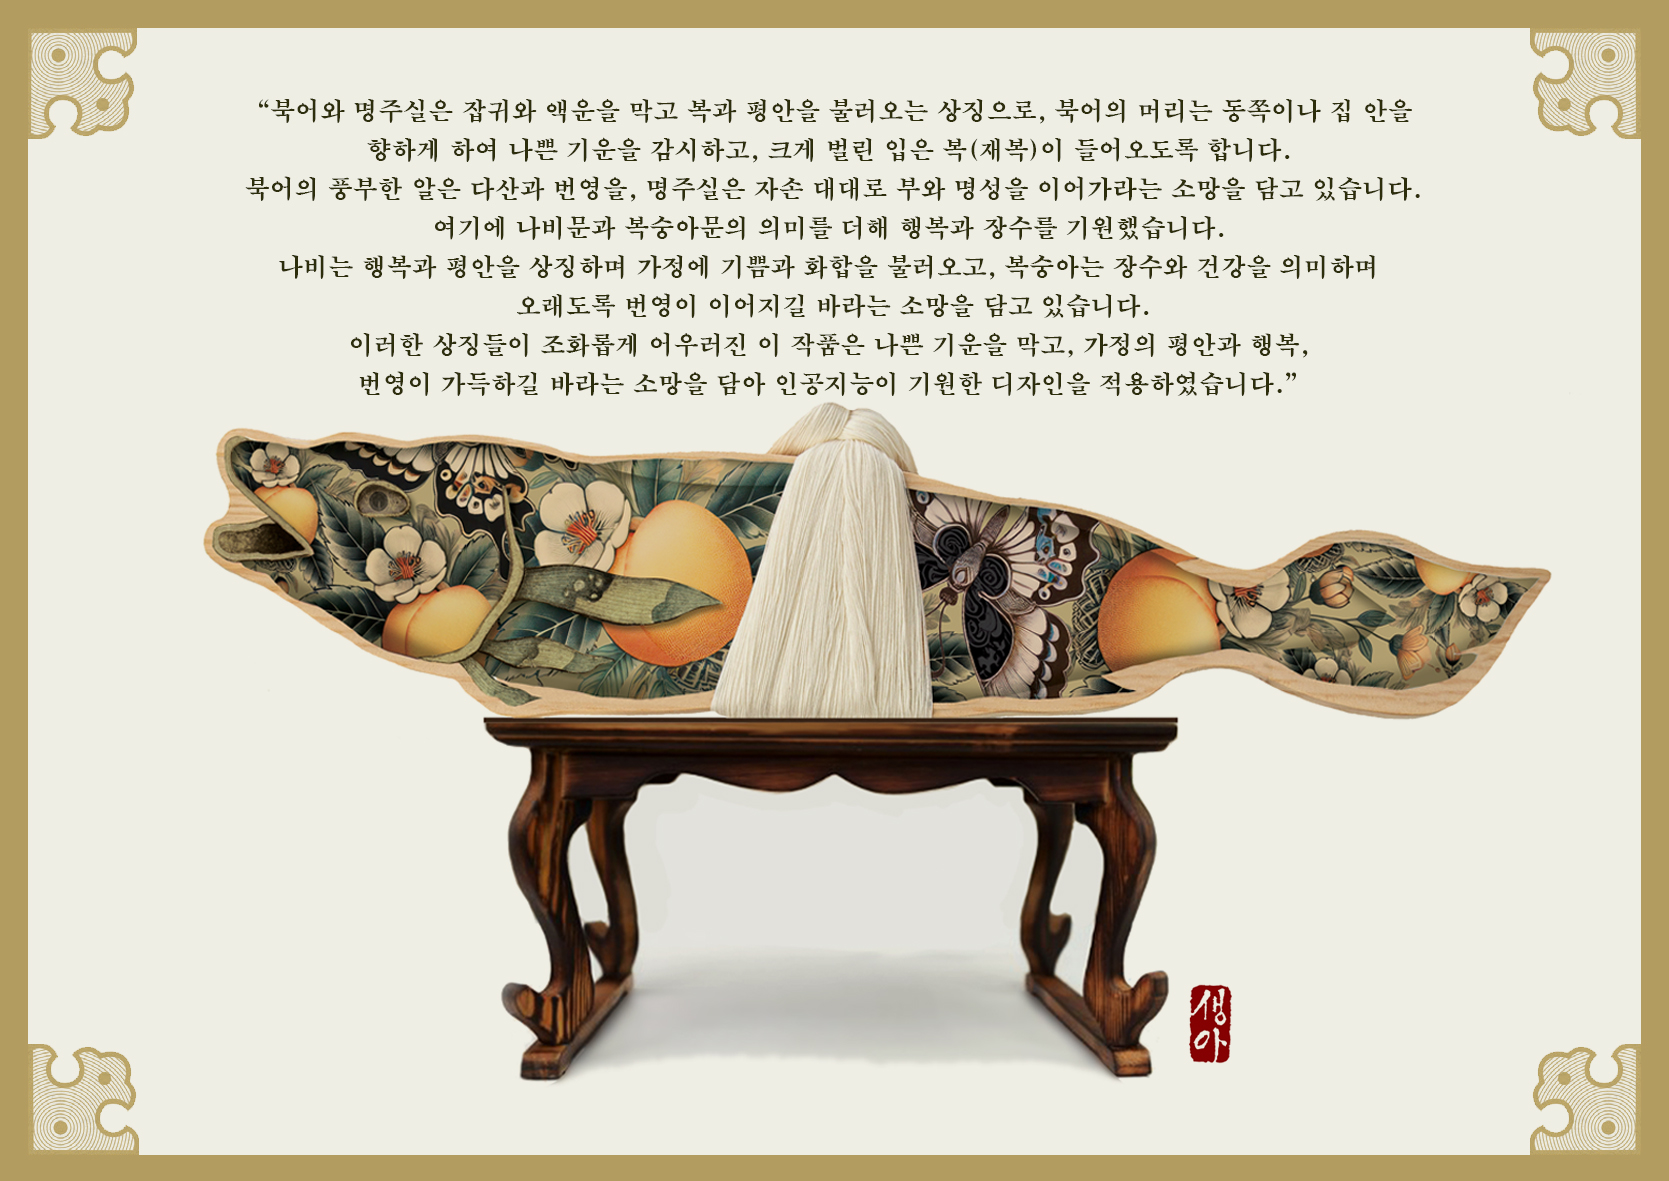 “북어와 명주실은 잡귀와 액운을 막고 복과 평안을 불러오는 상징으로, 북어의 머리는 동쪽이나 집 안을
향하게 하여 나쁜 기운을 감시하고, 크게 벌린 입은 복(재복)이 들어오도록 합니다.
북어의 풍부한 알은 다산과 번영을, 명주실은 자손 대대로 부와 명성을 이어가라는 소망을 담고 있습니다.
여기에 나비문과 복숭아문의 의미를 더해 행복과 장수를 기원했습니다.
나비는 행복과 평안을 상징하며 가정에 기쁨과 화합을 불러오고, 복숭아는 장수와 건강을 의미하며
오래도록 번영이 이어지길 바라는 소망을 담고 있습니다.
이러한 상징들이 조화롭게 어우러진 이 작품은 나쁜 기운을 막고, 가정의 평안과 행복,
번영이 가득하길 바라는 소망을 담아 인공지능이 기원한 디자인을 적용하였습니다.”
생
아